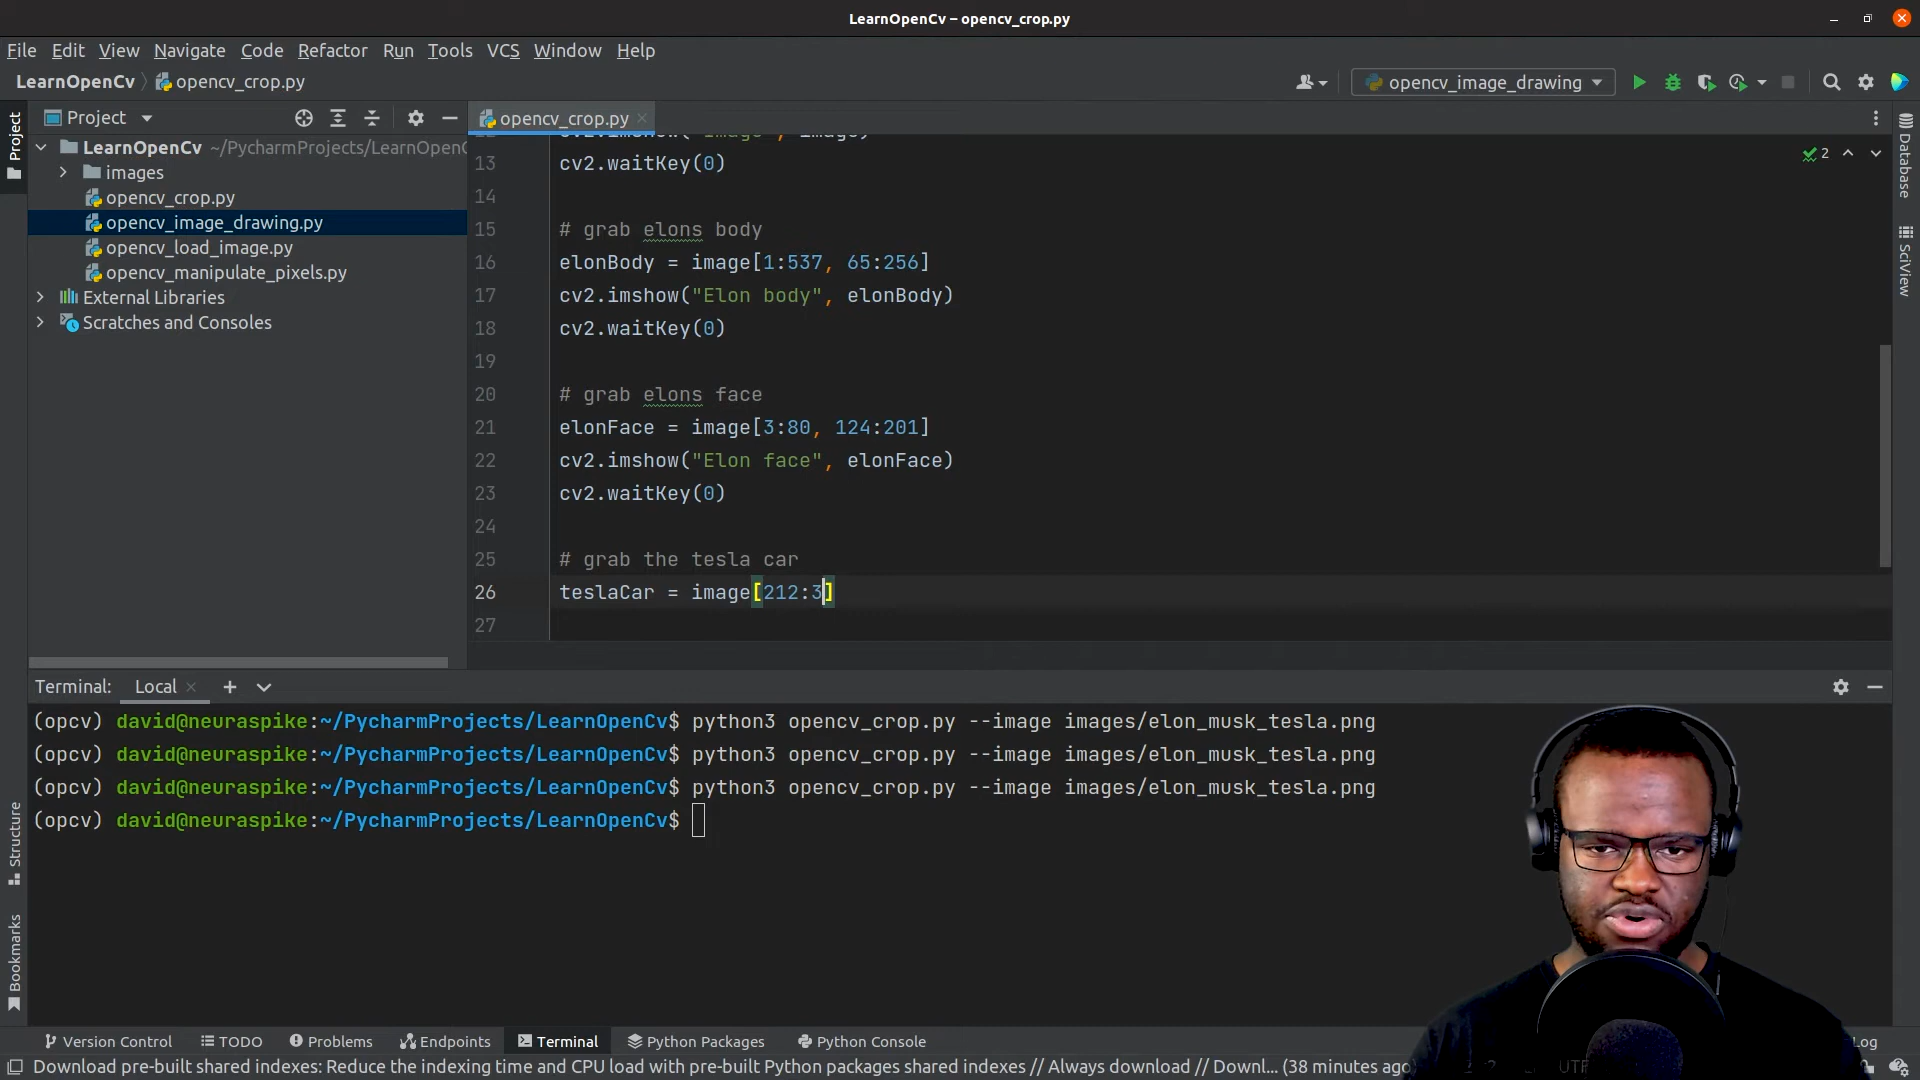 LearnOpenCv – opencv_crop.py
File Edit View Navigate Code Refactor Run Tools VCS Window Help
LearnOpenCv opencv_crop.py
opencv_image_drawing
Project
opencv_crop.py
Project
LearnOpenCv ~/PycharmProjects/LearnOpenC
images
opencv_crop.py
opencv_image_drawing.py
opencv_load_image.py
opencv_manipulate_pixels.py
External Libraries
Scratches and Consoles
13 cv2.waitKey(0)
14
15 # grab elons body
16 elonBody = image[1:537, 65:256]
17 cv2.imshow("Elon body", elonBody)
18 cv2.waitKey(0)
19
20 # grab elons face
21 elonFace = image[3:80, 124:201]
22 cv2.imshow("Elon face", elonFace)
23 cv2.waitKey(0)
24
25 # grab the tesla car
26 teslaCar = image[212:3]
27
2
Database
SciView
Terminal: Local
(opcv) david@neuraspike:~/PycharmProjects/LearnOpenCv$ python3 opencv_crop.py --image images/elon_musk_tesla.png
(opcv) david@neuraspike:~/PycharmProjects/LearnOpenCv$ python3 opencv_crop.py --image images/elon_musk_tesla.png
(opcv) david@neuraspike:~/PycharmProjects/LearnOpenCv$ python3 opencv_crop.py --image images/elon_musk_tesla.png
(opcv) david@neuraspike:~/PycharmProjects/LearnOpenCv$
Structure
Bookmarks
Version Control TODO Problems Endpoints Terminal Python Packages Python Console
Download pre-built shared indexes: Reduce the indexing time and CPU load with pre-built Python packages shared indexes // Always download // Downl... (38 minutes ago)